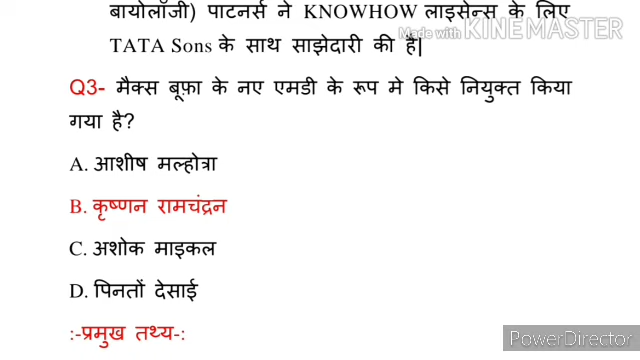 बायोलॉजी) पाटनर्स ने KNOWHOW लाइसेन्स के लिए
Made with KINEMASTER
TATA Sons के साथ साझेदारी की है|
Q3- मैक्स बूफ़ा के नए एमडी के रूप मे किसे नियुक्त किया
गया है?
A. आशीष मल्होत्रा
B. कृष्णन रामचंद्रन
C. अशोक माइकल
D. पिनतों देसाई
:-प्रमुख तथ्य-:
PowerDirector